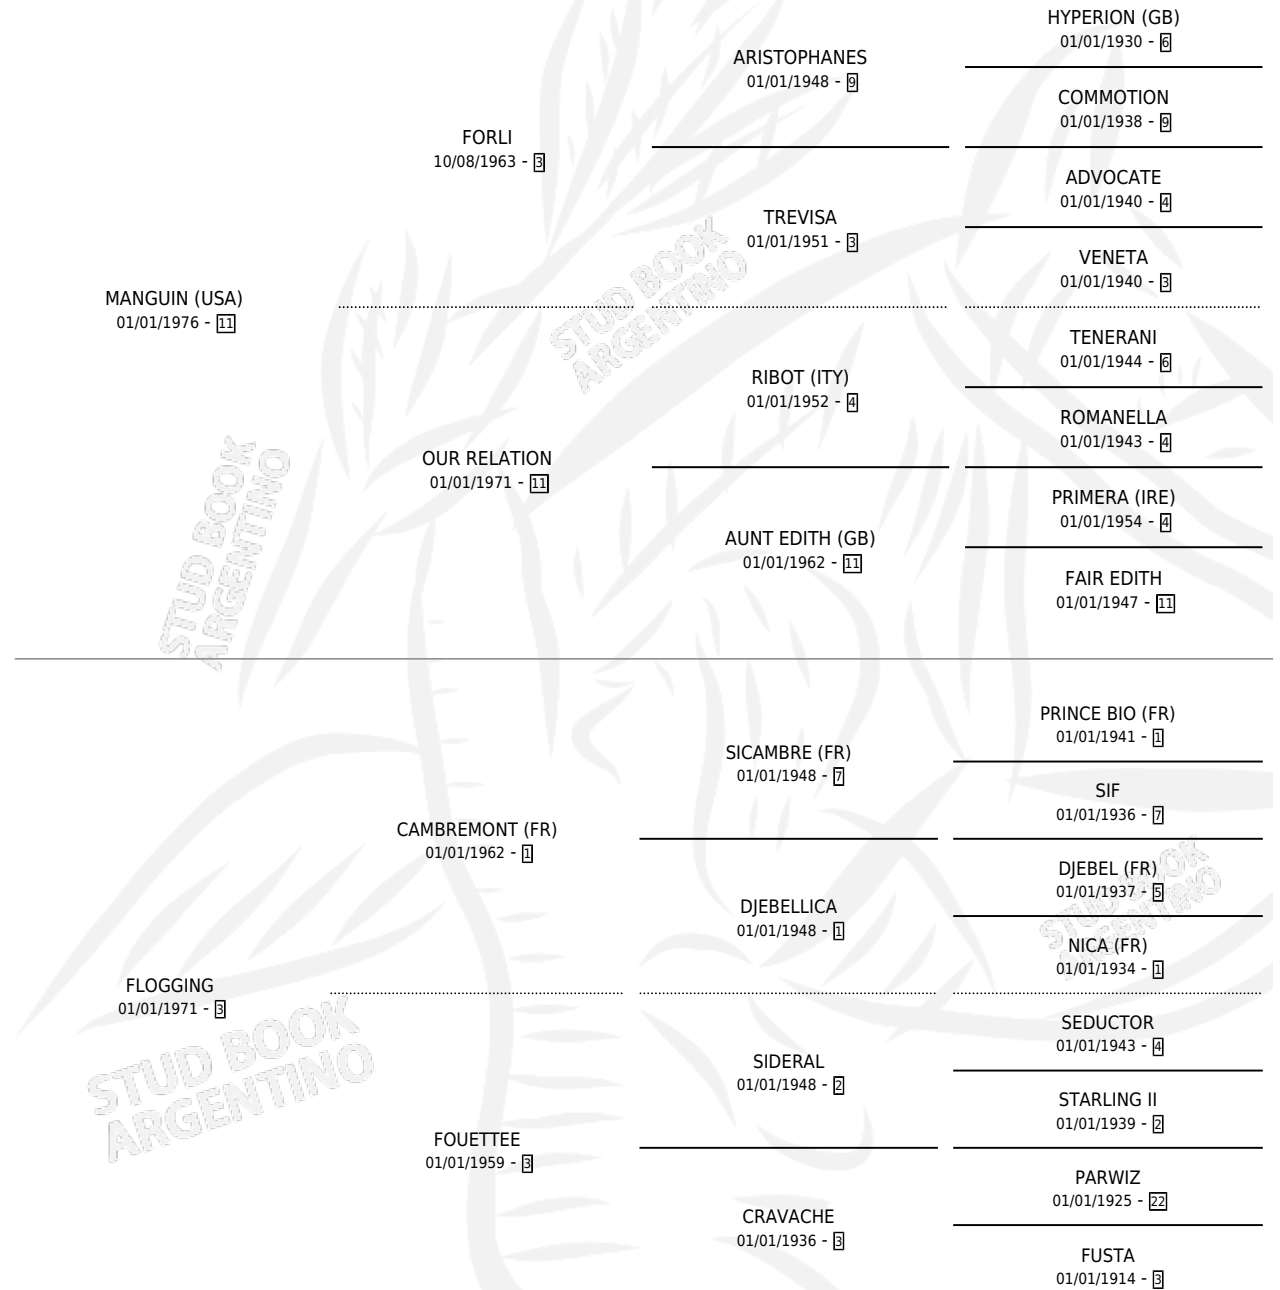 HYPERION (GB)
01/01/1930 - 6
ARISTOPHANES
01/01/1948 - 9
COMMOTION
01/01/1938 - 9
FORLI
10/08/1963 - 3
ADVOCATE
01/01/1940 - 4
TREVISA
01/01/1951 - 3
VENETA
01/01/1940 - 3
MANGUIN (USA)
01/01/1976 - 11
TENERANI
01/01/1944 - 6
RIBOT (ITY)
01/01/1952 - 4
ROMANELLA
01/01/1943 - 4
OUR RELATION
01/01/1971 - 11
PRIMERA (IRE)
01/01/1954 - 4
AUNT EDITH (GB)
01/01/1962 - 11
FAIR EDITH
01/01/1947 - 11
PRINCE BIO (FR)
01/01/1941 - 1
SICAMBRE (FR)
01/01/1948 - 7
SIF
01/01/1936 - 7
CAMBREMONT (FR)
01/01/1962 - 1
DJEBEL (FR)
01/01/1937 - 5
DJEBELLICA
01/01/1948 - 1
NICA (FR)
01/01/1934 - 1
FLOGGING
01/01/1971 - 3
SEDUCTOR
01/01/1943 - 4
SIDERAL
01/01/1948 - 2
STARLING II
01/01/1939 - 2
FOUETTEE
01/01/1959 - 3
PARWIZ
01/01/1925 - 22
CRAVACHE
01/01/1936 - 3
FUSTA
01/01/1914 - 3
STUD BOOK
ARGENTINO
STUD BOOK
ARGENTINO
STUD BOOK
ARGENTINO
STUD BOOK
ARGENTINO